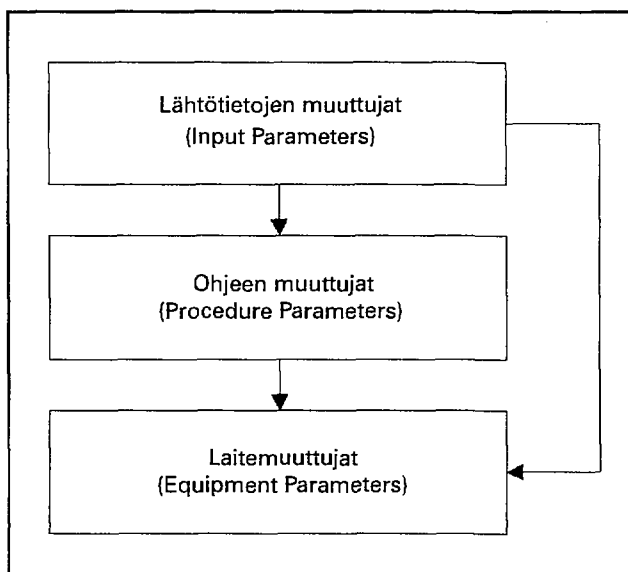 Lähtötietojen muuttujat
(Input Parameters)
Ohjeen muuttujat
(Procedure Parameters)
Laitemuuttujat
(Equipment Parameters)